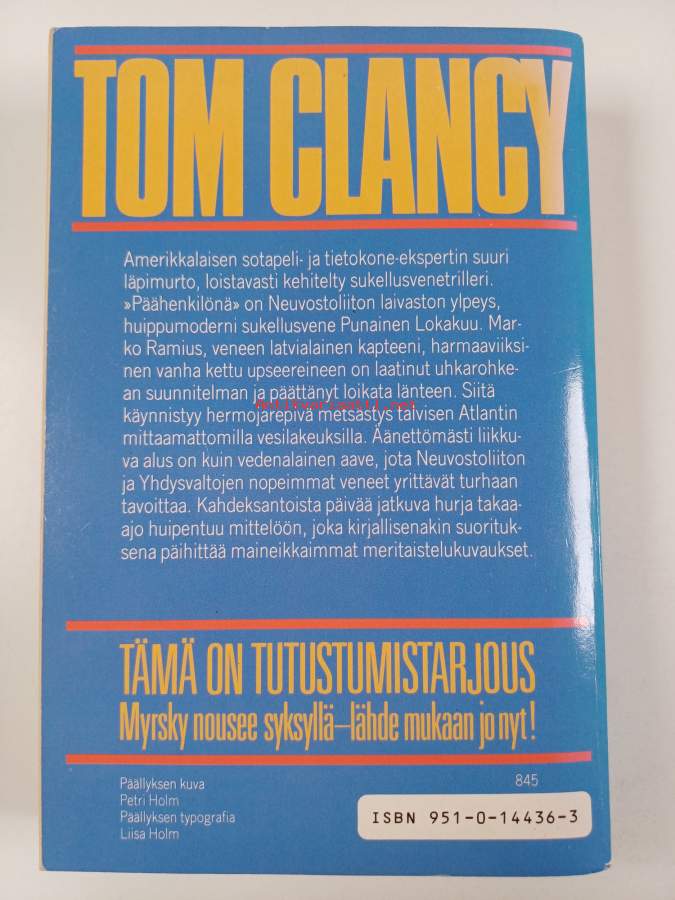 TOM CLANCY
Amerikkalaisen sotapeli- ja tietokone-ekspertin suuri
läpimurto, loistavasti kehitelty sukellusvenetrilleri.
»Päähenkilönä» on Neuvostoliiton laivaston ylpeys,
huippumoderni sukellusvene Punainen Lokakuu. Mar-
ko Ramius, veneen latvialainen kapteeni, harmaaviiksi-
nen vanha kettu upseereineen on laatinut uhkarohke-
an suunnitelman ja päättänyt loikata länteen. Siitä
Antikvariaatti.net
käynnistyy hermojarepivä metsästys talvisen Atlantin
mittaamattomilla vesilakeuksilla. Äänettömästi liikku-
va alus on kuin vedenalainen aave, jota Neuvostoliiton
ja Yhdysvaltojen nopeimmat veneet yrittävät turhaan
tavoittaa. Kahdeksantoista päivää jatkuva hurja takaa-
ajo huipentuu mittelöön, joka kirjallisenakin suorituk-
sena päihittää maineikkaimmat meritaistelukuvaukset.
TÄMÄ ON TUTUSTUMISTARJOUS
Myrsky nousee syksyllä–lähde mukaan jo nyt!
Päällyksen kuva
Petri Holm
Päällyksen typografia
Liisa Holm
845
ISBN 951-0-14436-3